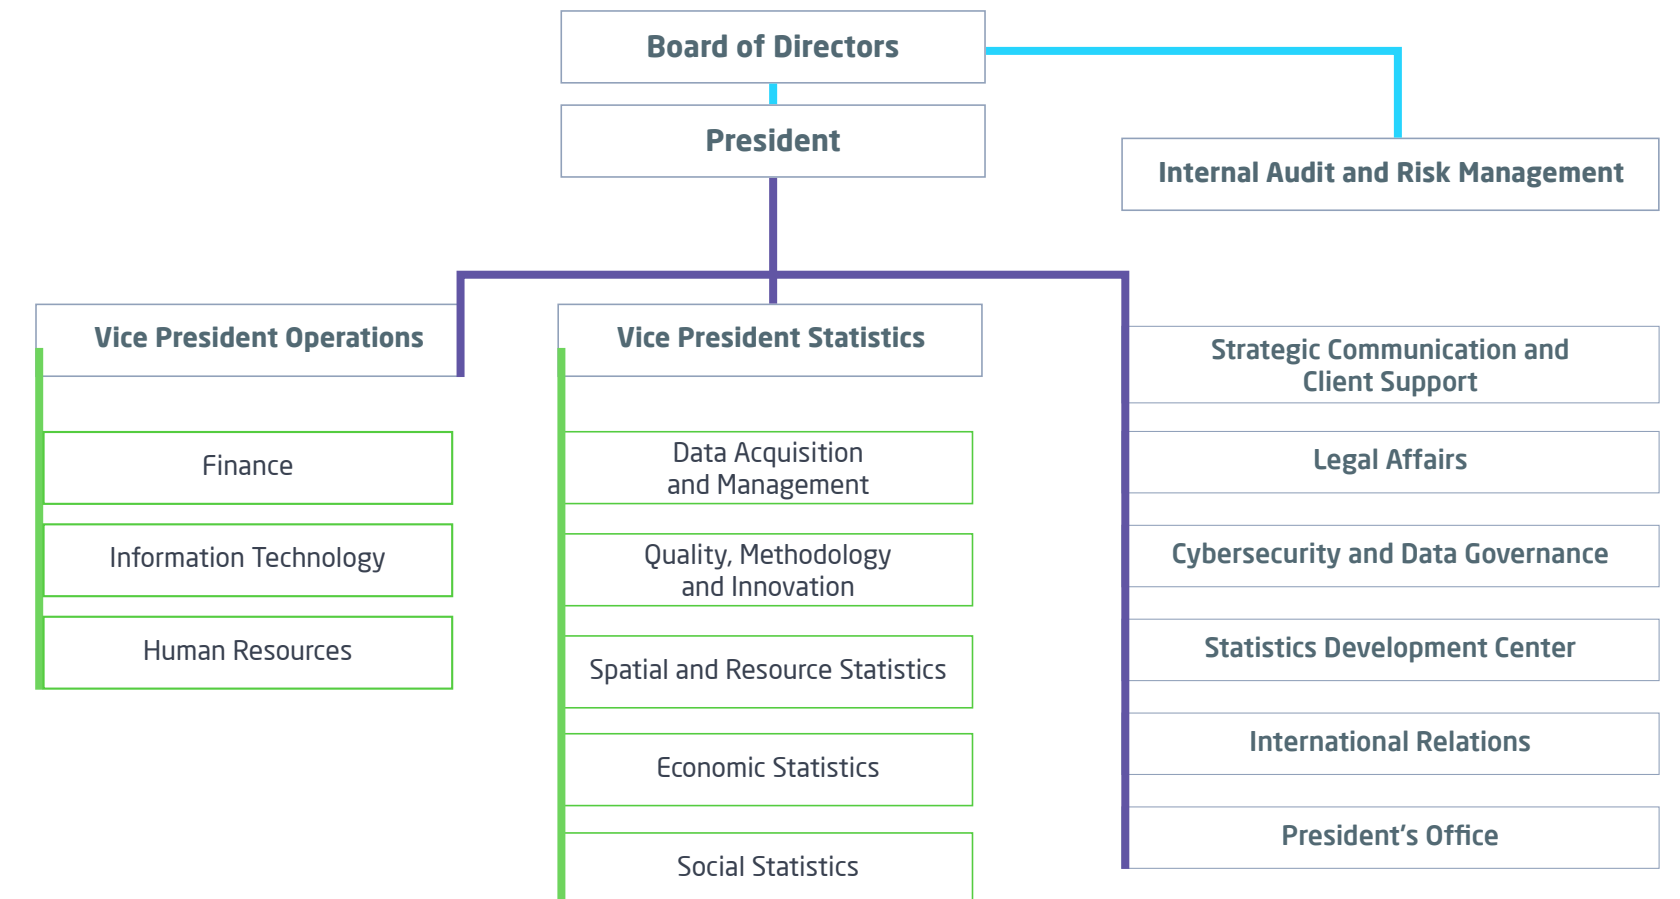 Board of Directors
President
Internal Audit and Risk Management
Vice President Operations
Vice President Statistics
Strategic Communication and
Client Support
Finance
Data Acquisition
and Management
Legal Affairs
Information Technology
Quality, Methodology
and Innovation
Cybersecurity and Data Governance
Human Resources
Spatial and Resource Statistics
Statistics Development Center
Economic Statistics
International Relations
Social Statistics
President's Office